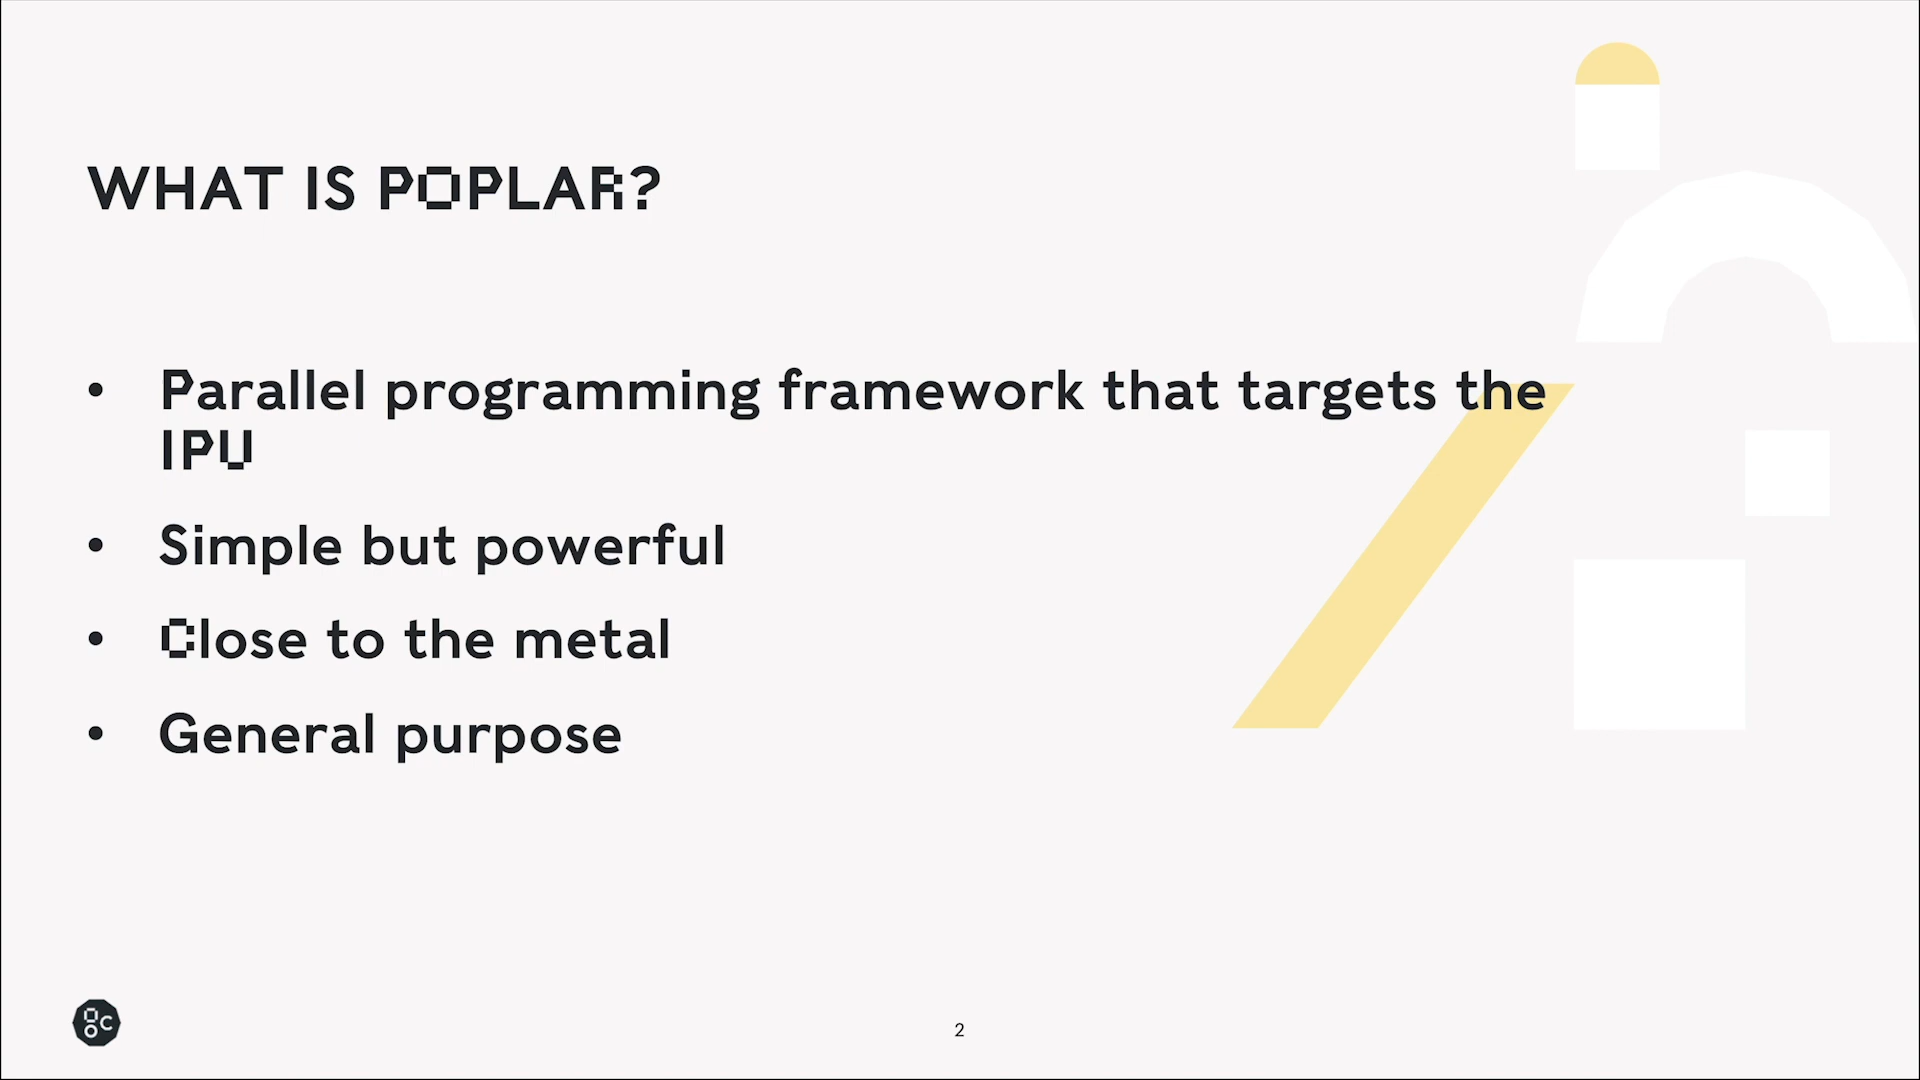 WHAT IS POPLAR?
• Parallel programming framework that targets the
IPU
• Simple but powerful
• Close to the metal
• General purpose
gc
2